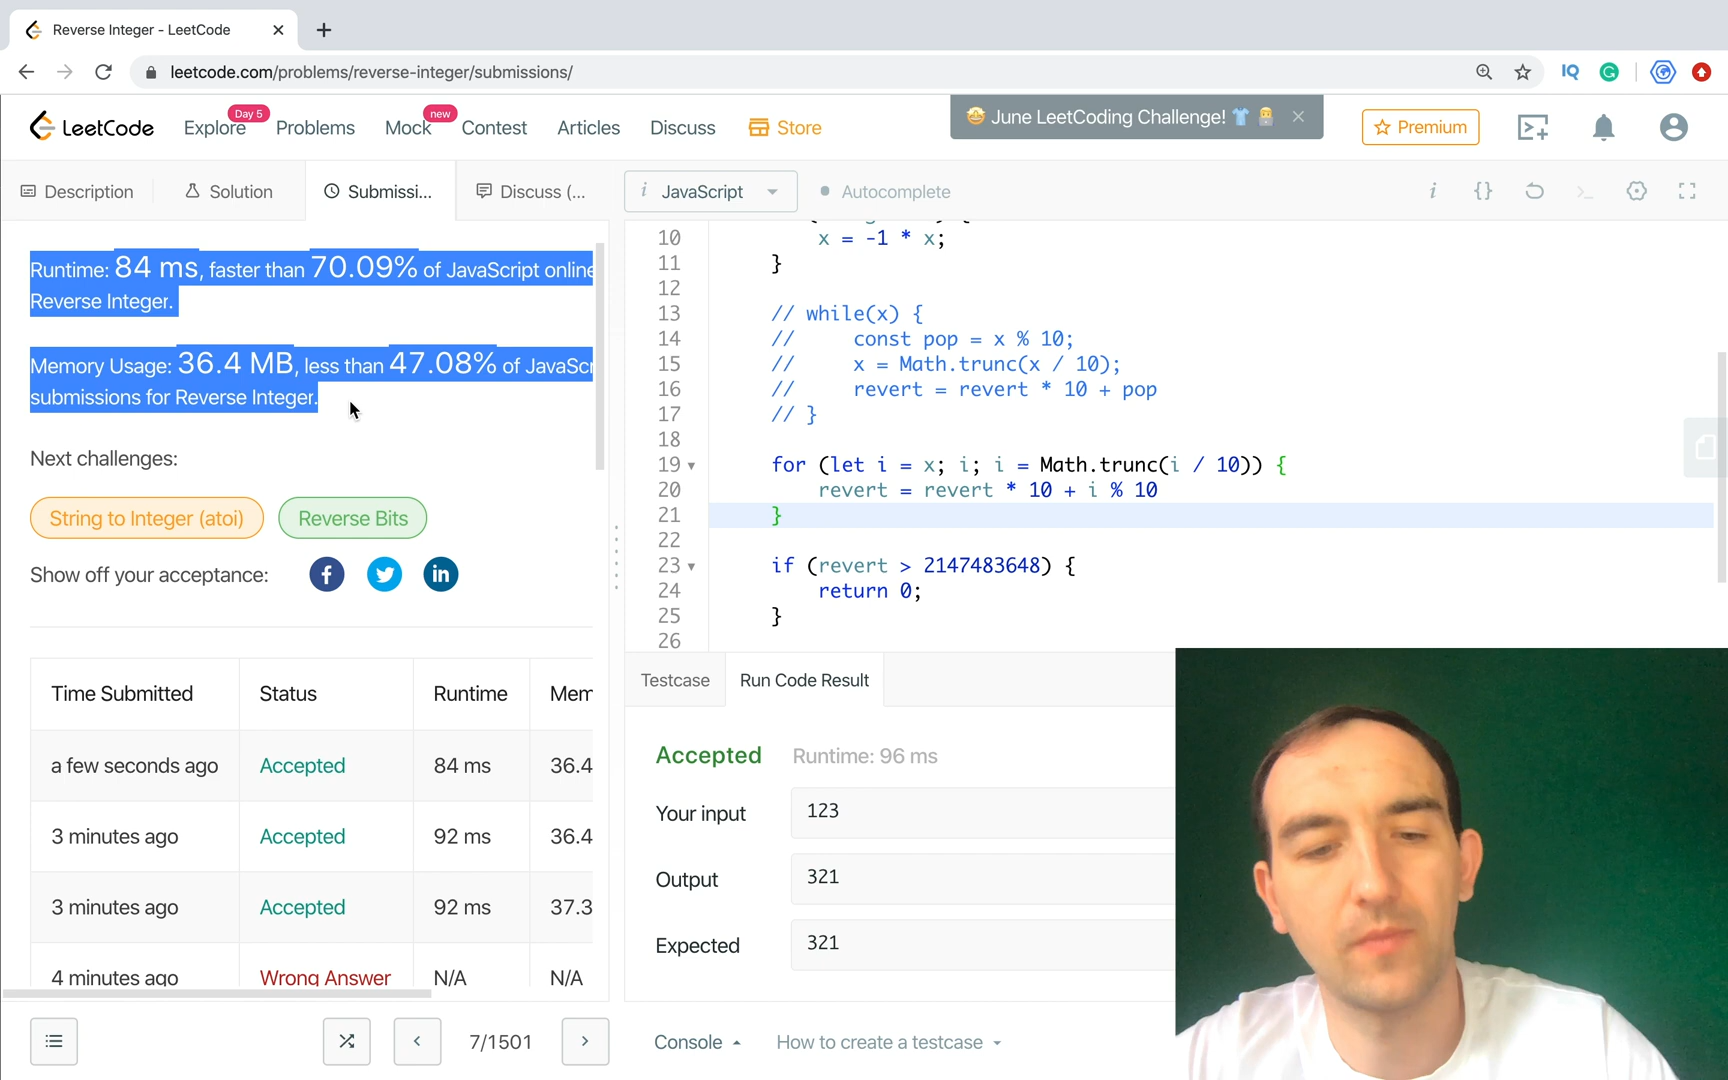 Reverse Integer - LeetCode
leetcode.com/problems/reverse-integer/submissions/
IQ
LeetCode
Explore
Day 5
Problems
Mock
new
Contest
Articles
Discuss
Store
🤩 June LeetCoding Challenge!
Premium
Description
Solution
Submissi...
Discuss (...
i JavaScript
Autocomplete
Runtime: 84 ms, faster than 70.09% of JavaScript online
Reverse Integer.
Memory Usage: 36.4 MB, less than 47.08% of JavaScr
submissions for Reverse Integer.
Next challenges:
String to Integer (atoi)
Reverse Bits
Show off your acceptance:
Time Submitted Status Runtime Mem
a few seconds ago Accepted 84 ms 36.4
3 minutes ago Accepted 92 ms 36.4
3 minutes ago Accepted 92 ms 37.3
4 minutes ago Wrong Answer N/A N/A
7/1501
10 x = -1 * x;
11 }
12
13 // while(x) {
14 // const pop = x % 10;
15 // x = Math.trunc(x / 10);
16 // revert = revert * 10 + pop
17 // }
18
19 for (let i = x; i; i = Math.trunc(i / 10)) {
20 revert = revert * 10 + i % 10
21 }
22
23 if (revert > 2147483648) {
24 return 0;
25 }
26
Testcase
Run Code Result
Accepted Runtime: 96 ms
Your input 123
Output 321
Expected 321
Console
How to create a testcase